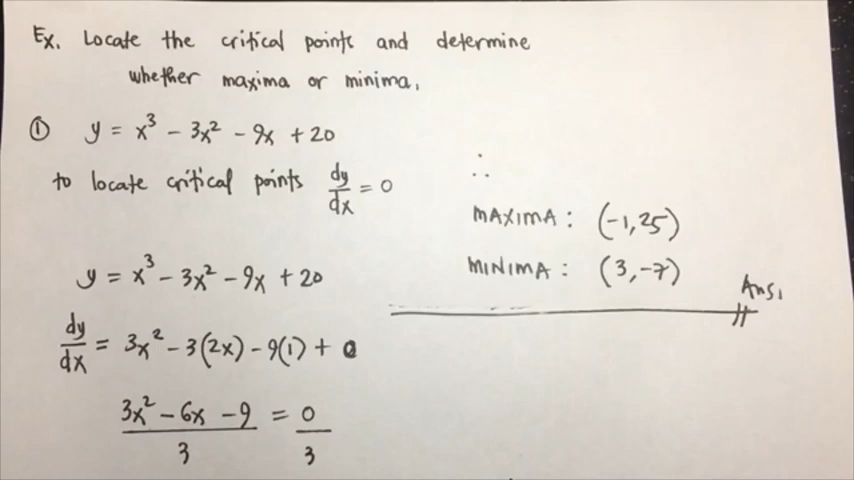 Ex. Locate the critical points and determine
whether maxima or minima.
① y = x³ - 3x² - 9x + 20
to locate critical points dy/dx = 0
y = x³ - 3x² - 9x + 20
dy/dx = 3x² - 3(2x) - 9(1) + 0
(3x² - 6x - 9)/3 = 0/3
∴
MAXIMA : (-1, 25)
MINIMA : (3, -7)
Ans.